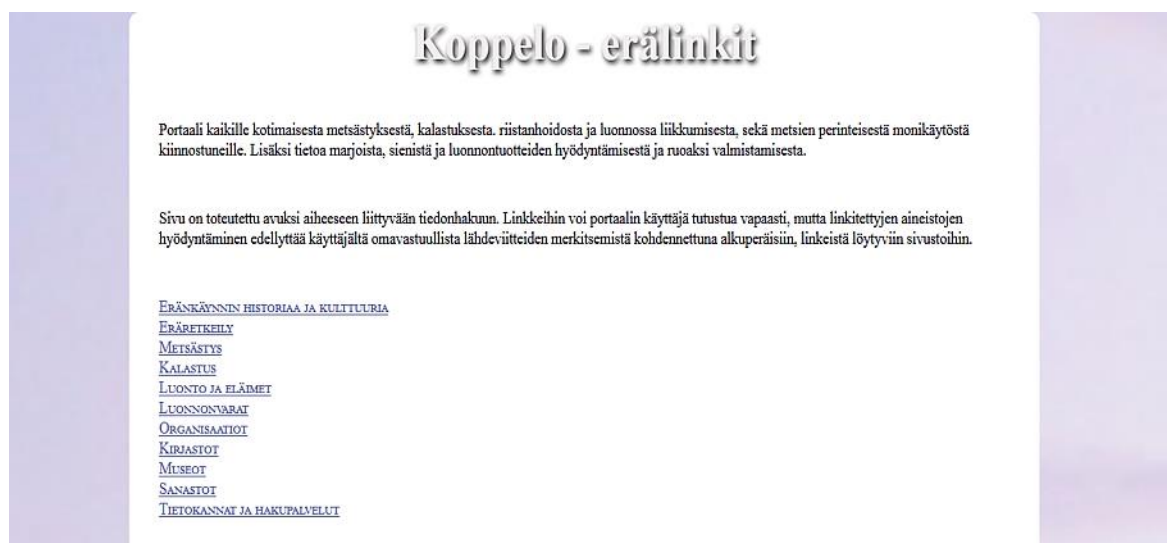 Koppelo - erälinkit
Portaali kaikille kotimaisesta metsästyksestä, kalastuksesta. riistanhoidosta ja luonnossa liikkumisesta, sekä metsien perinteisestä monikäytöstä
kiinnostuneille. Lisäksi tietoa marjoista, sienistä ja luonnontuotteiden hyödyntämisestä ja ruoaksi valmistamisesta.
Sivu on toteutettu avuksi aiheeseen liittyvään tiedonhakuun. Linkkeihin voi portaalin käyttäjä tutustua vapaasti, mutta linkitettyjen aineistojen
hyödyntäminen edellyttää käyttäjältä omavastuullista lähdeviitteiden merkitsemistä kohdennettuna alkuperäisiin, linkeistä löytyviin sivustoihin.
Eränkäynnin historiaa ja kulttuuria
Eräretkeily
Metsästys
Kalastus
Luonto ja eläimet
Luonnonvarat
Organisaatiot
Kirjastot
Museot
Sanastot
Tietokannat ja hakupalvelut